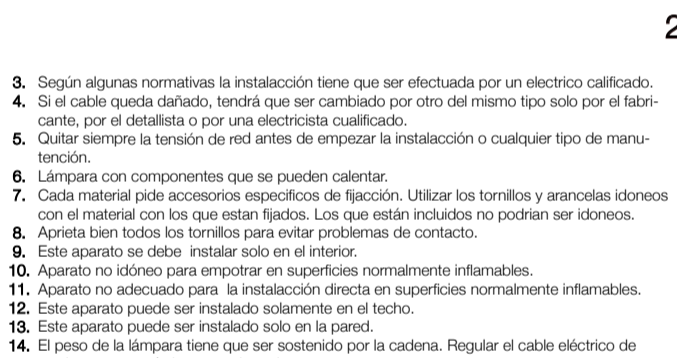 2
3. Según algunas normativas la instalacción tiene que ser efectuada por un electrico calificado.
4. Si el cable queda dañado, tendrá que ser cambiado por otro del mismo tipo solo por el fabri-
cante, por el detallista o por una electricista cualificado.
5. Quitar siempre la tensión de red antes de empezar la instalacción o cualquier tipo de manu-
tención.
6. Lámpara con componentes que se pueden calentar.
7. Cada material pide accesorios especificos de fijacción. Utilizar los tornillos y arancelas idoneos
con el material con los que estan fijados. Los que están incluidos no podrian ser idoneos.
8. Aprieta bien todos los tornillos para evitar problemas de contacto.
9. Este aparato se debe instalar solo en el interior.
10. Aparato no idóneo para empotrar en superficies normalmente inflamables.
11. Aparato no adecuado para la instalacción directa en superficies normalmente inflamables.
12. Este aparato puede ser instalado solamente en el techo.
13. Este aparato puede ser instalado solo en la pared.
14. El peso de la lámpara tiene que ser sostenido por la cadena. Regular el cable eléctrico de